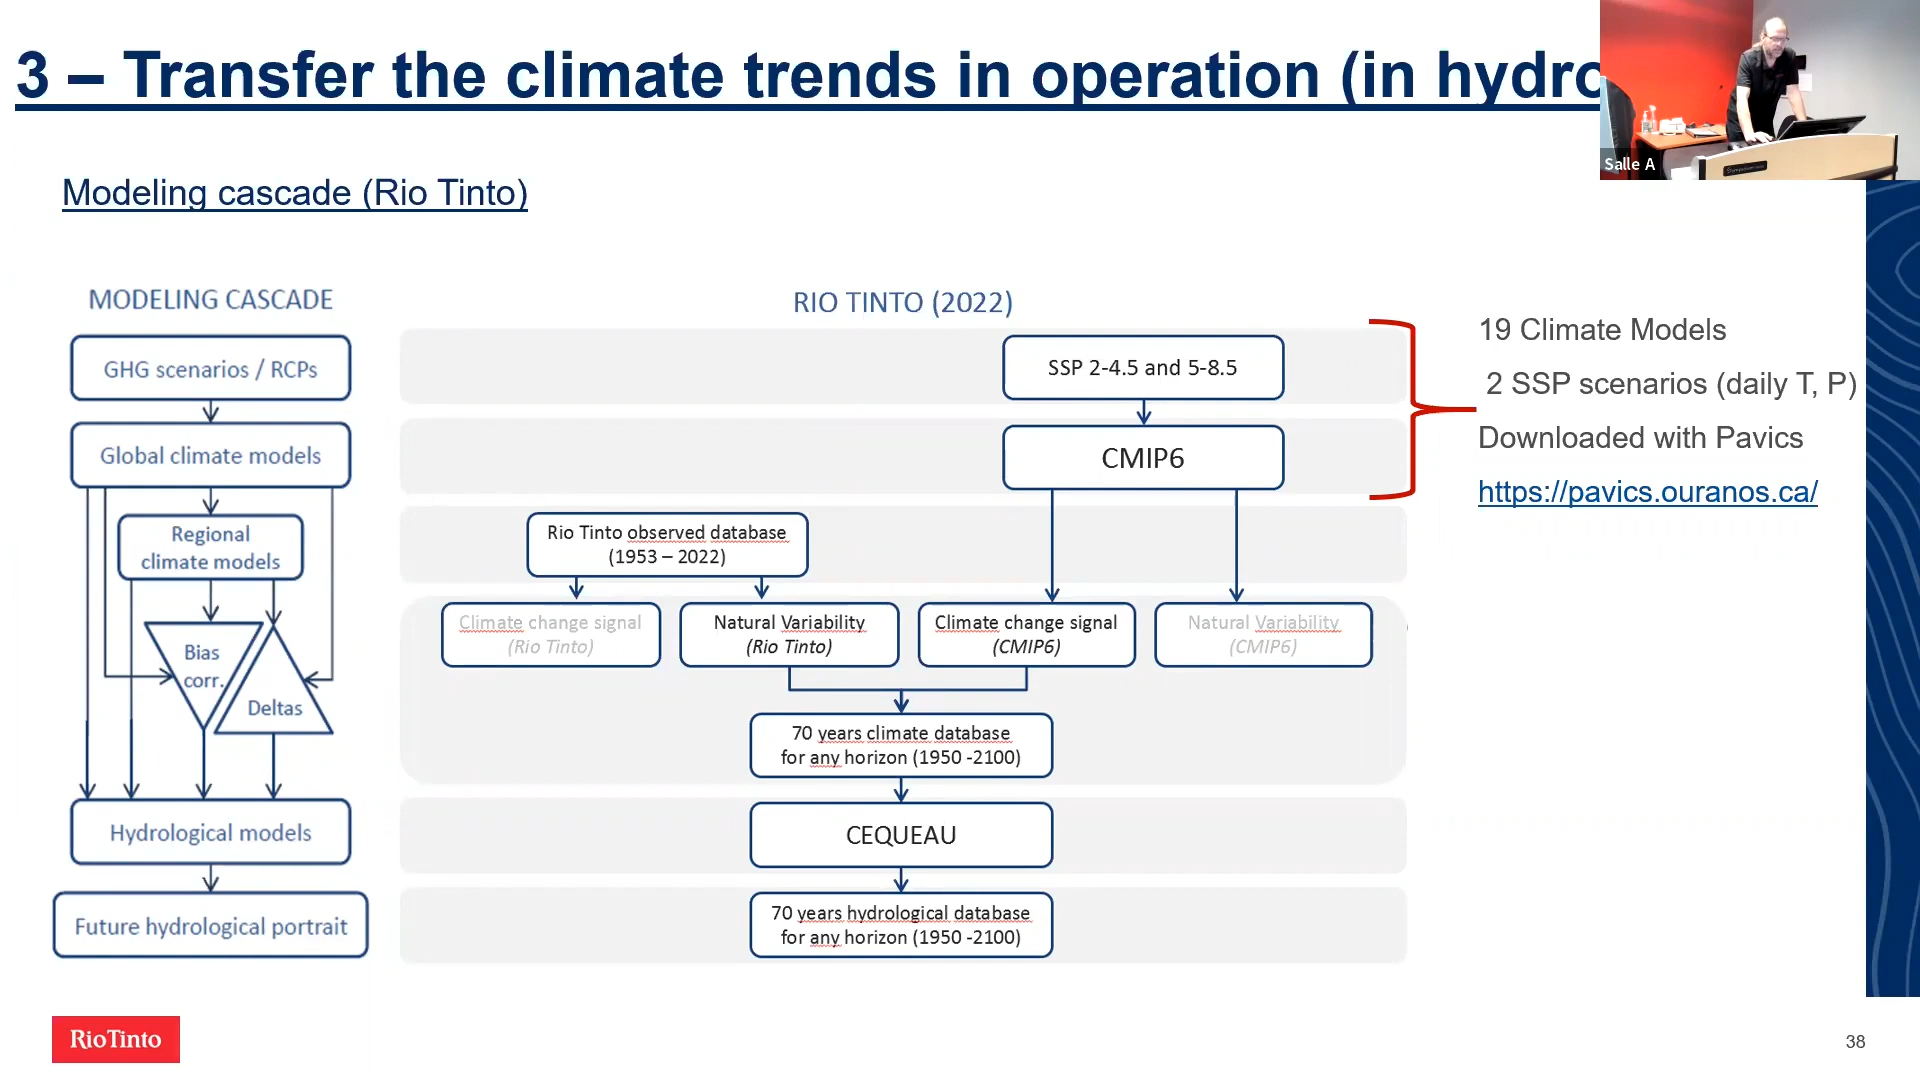 3 – Transfer the climate trends in operation (in hydro
Salle A
Modeling cascade (Rio Tinto)
MODELING CASCADE
GHG scenarios / RCPs
Global climate models
Regional
climate models
Bias
corr.
Deltas
Hydrological models
Future hydrological portrait
RIO TINTO (2022)
SSP 2-4.5 and 5-8.5
CMIP6
Rio Tinto observed database
(1953 – 2022)
Climate change signal
(Rio Tinto)
Natural Variability
(Rio Tinto)
Climate change signal
(CMIP6)
Natural Variability
(CMIP6)
70 years climate database
for any horizon (1950 -2100)
CEQUEAU
70 years hydrological database
for any horizon (1950 -2100)
19 Climate Models
2 SSP scenarios (daily T, P)
Downloaded with Pavics
https://pavics.ouranos.ca/
RioTinto
38